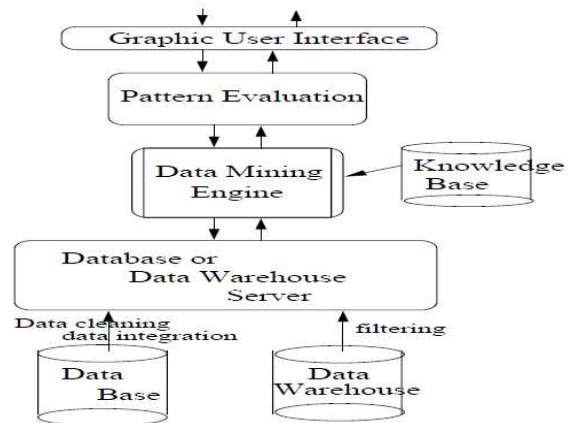 Graphic User Interface
Pattern Evaluation
Data Mining
Engine
Knowledge
Base
Database or
Data Warehouse
Server
Data cleaning
data integration
filtering
Data
Base
Data
Warehouse